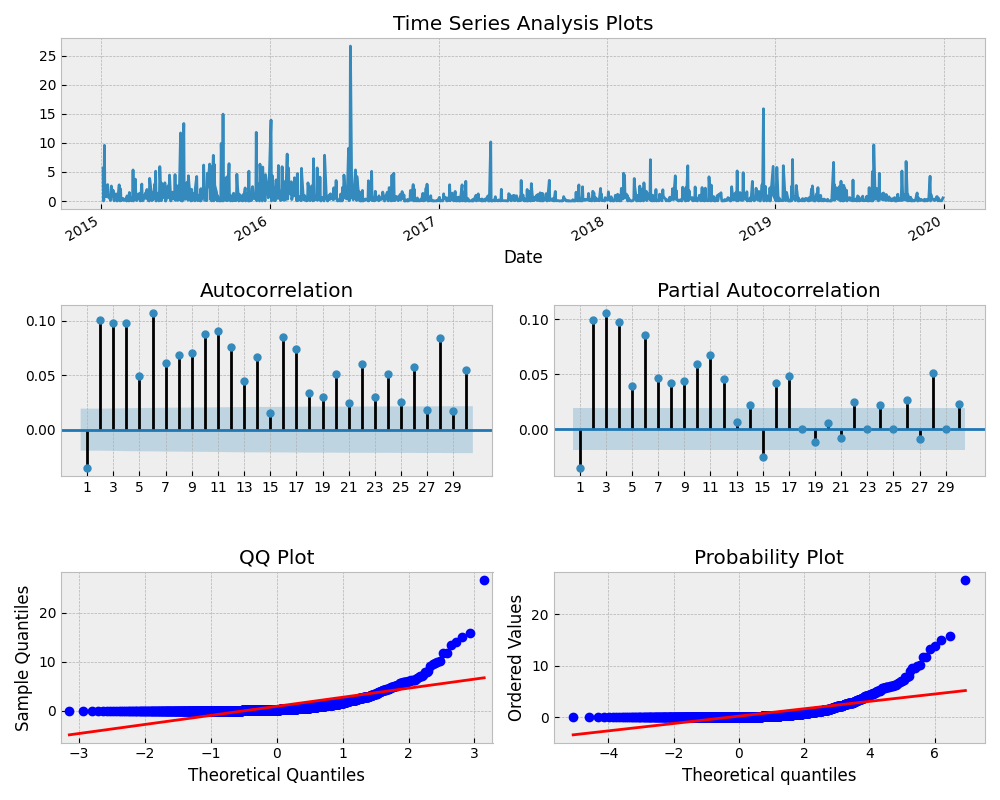 Time Series Analysis Plots
25
20
15
10
5
0
2015 2016 2017 2018 2019 2020
Date
Autocorrelation
0.10
0.05
0.00
1 3 5 7 9 11 13 15 17 19 21 23 25 27 29
Partial Autocorrelation
0.10
0.05
0.00
1 3 5 7 9 11 13 15 17 19 21 23 25 27 29
QQ Plot
Sample Quantiles
20
10
0
−3 −2 −1 0 1 2 3
Theoretical Quantiles
Probability Plot
Ordered Values
20
10
0
−4 −2 0 2 4 6
Theoretical quantiles